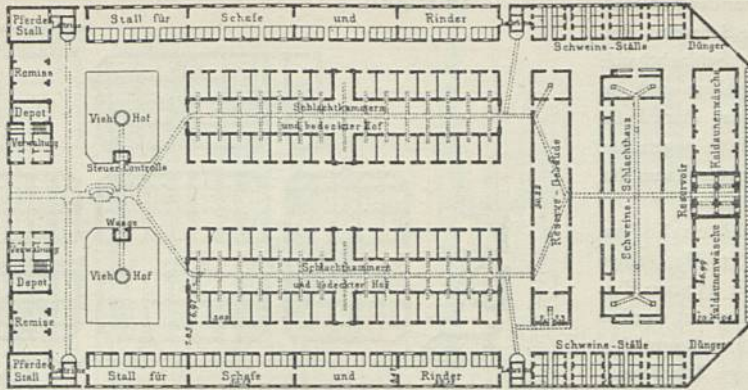 Pferde
Stall
Stall für Schafe und Rinder
Schweins-Ställe
Dünger
Remise
Depot
Verwaltung
Vieh Hof
Steuer-Controlle
Schlachtkammern
und bedeckter Hof
Reserve-Gebäude
Schweins-Schlachthaus
Reservoir
Kaldaunenwäsche
Waage
Verwaltung
Depot
Remise
Vieh Hof
Schlachtkammern
und bedeckter Hof
Kaldaunenwäsche
Pferde
Stall
Stall für Schafe und Rinder
Schweins-Ställe
Dünger